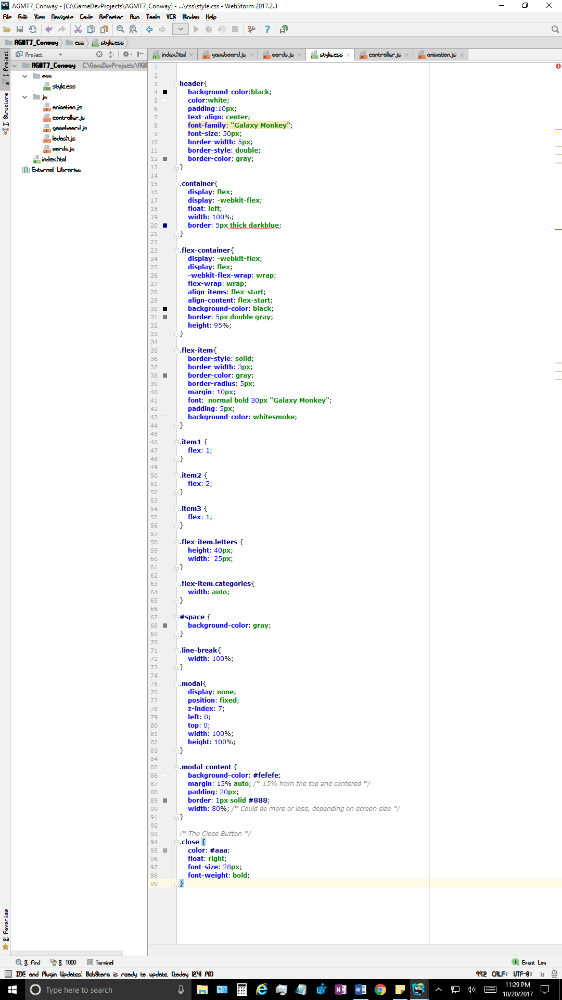 AGMT7_Conway - [C:\GameDevProjects\AGMT7_Conway] - ...\css\style.css - WebStorm 2017.2.3
File Edit View Navigate Code Refactor Run Tools VCS Window Help
AGMT7_Conway css style.css
Project index.html gameboard.js words.js style.css controller.js animation.js
AGMT7_Conway C:\GameDevProjects\AGM
css
style.css
js
animation.js
controller.js
gameboard.js
lodash.js
words.js
index.html
External Libraries
1: Project
7: Structure
2: Favorites
1
2
3 header{
4 background-color:black;
5 color:white;
6 padding:10px;
7 text-align: center;
8 font-family: "Galaxy Monkey";
9 font-size: 50px;
10 border-width: 5px;
11 border-style: double;
12 border-color: gray;
13 }
14
15 .container{
16 display: flex;
17 display: -webkit-flex;
18 float: left;
19 width: 100%;
20 border: 5px thick darkblue;
21 }
22
23 .flex-container{
24 display: -webkit-flex;
25 display: flex;
26 -webkit-flex-wrap: wrap;
27 flex-wrap: wrap;
28 align-items: flex-start;
29 align-content: flex-start;
30 background-color: black;
31 border: 5px double gray;
32 height: 95%;
33 }
34
35 .flex-item{
36 border-style: solid;
37 border-width: 3px;
38 border-color: gray;
39 border-radius: 5px;
40 margin: 10px;
41 font:  normal bold 30px "Galaxy Monkey";
42 padding: 5px;
43 background-color: whitesmoke;
44 }
45
46 .item1 {
47 flex: 1;
48 }
49
50 .item2 {
51 flex: 2;
52 }
53
54 .item3 {
55 flex: 1;
56 }
57
58 .flex-item.letters {
59 height: 40px;
60 width:  25px;
61 }
62
63 .flex-item.categories{
64 width: auto;
65 }
66
67 #space {
68 background-color: gray;
69 }
70
71 .line-break{
72 width: 100%;
73 }
74
75 .modal{
76 display: none;
77 position: fixed;
78 z-index: 7;
79 left: 0;
80 top: 0;
81 width: 100%;
82 height: 100%;
83 }
84
85 .modal-content {
86 background-color: #fefefe;
87 margin: 15% auto; /* 15% from the top and centered */
88 padding: 20px;
89 border: 1px solid #888;
90 width: 80%; /* Could be more or less, depending on screen size */
91 }
92
93 /* The Close Button */
94 .close {
95 color: #aaa;
96 float: right;
97 font-size: 28px;
98 font-weight: bold;
99 }
3: Find 6: TODO Terminal Event Log
IDE and Plugin Updates: WebStorm is ready to update. (today 12:41 PM) 99:2 CRLF UTF-8
Type here to search
11:29 PM
10/20/2017